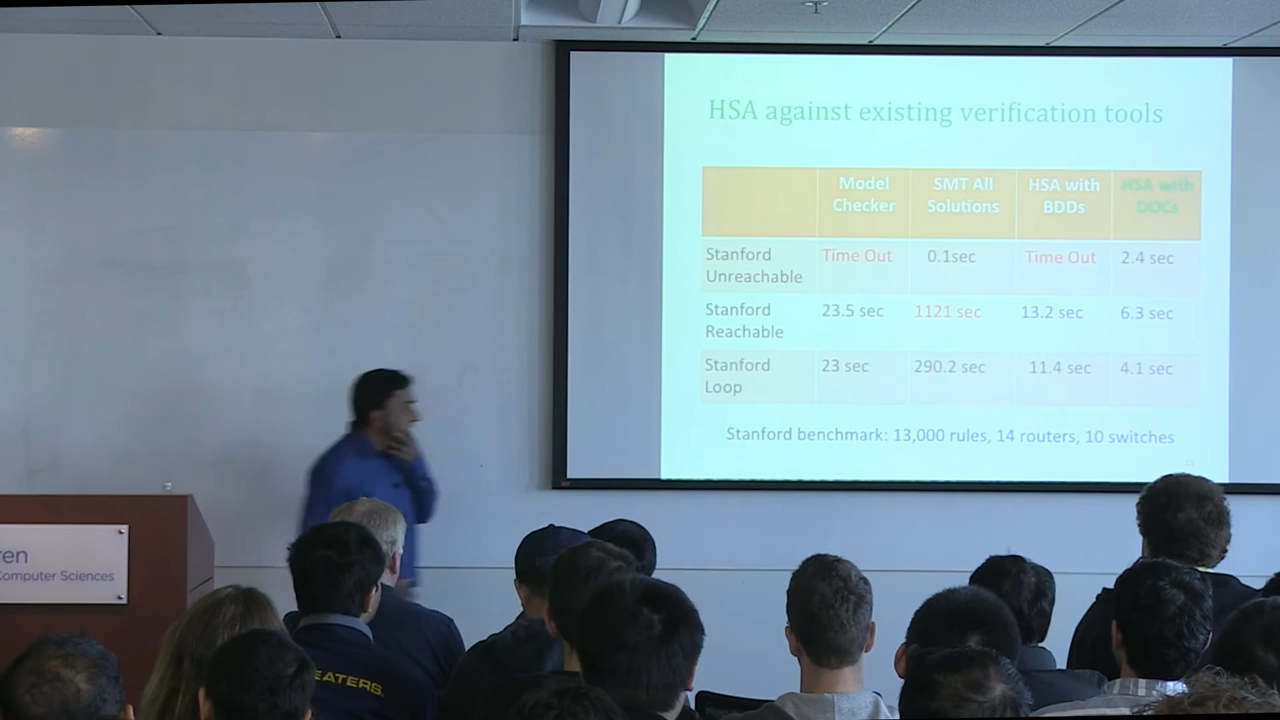 HSA against existing verification tools
Model Checker
SMT All Solutions
HSA with BDDs
HSA with DOCs
Stanford Unreachable
Time Out
0.1sec
Time Out
2.4 sec
Stanford Reachable
23.5 sec
1121 sec
13.2 sec
6.3 sec
Stanford Loop
23 sec
290.2 sec
11.4 sec
4.1 sec
Stanford benchmark: 13,000 rules, 14 routers, 10 switches
ren
Computer Sciences
EATERS